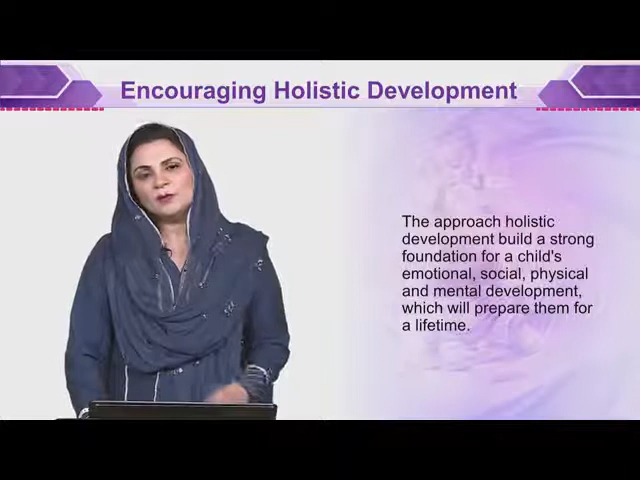 Encouraging Holistic Development
The approach holistic
development build a strong
foundation for a child's
emotional, social, physical
and mental development,
which will prepare them for
a lifetime.